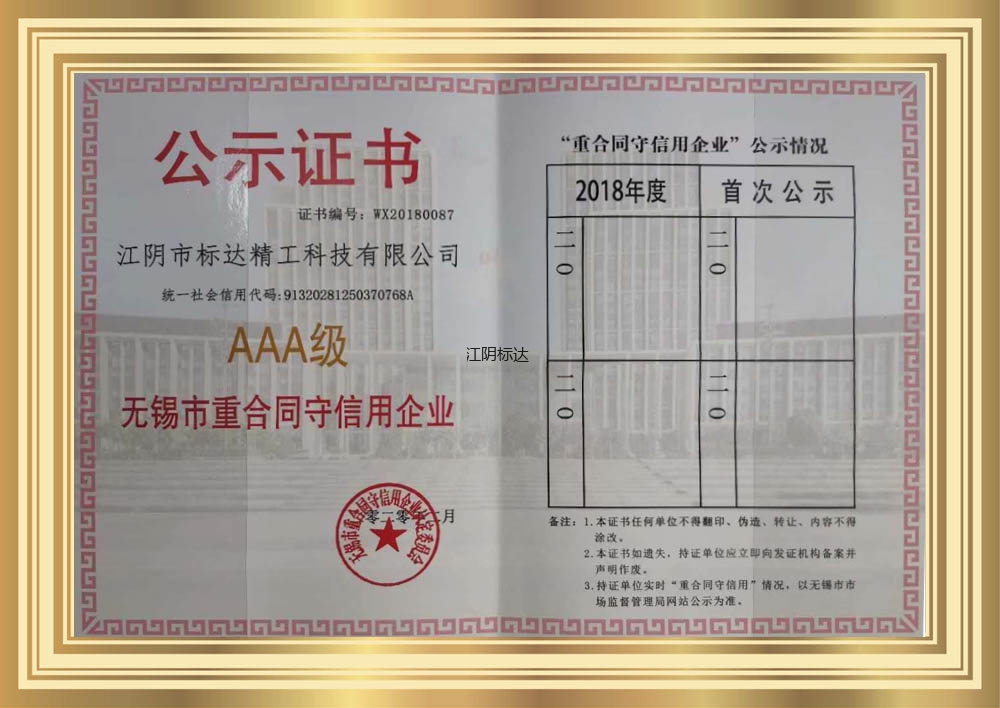 公示证书
证书编号：WX20180087
江阴市标达精工科技有限公司
统一社会信用代码:91320281250370768A
AAA级
无锡市重合同守信用企业
月
江阴标达
“重合同守信用企业”公示情况
2018年度
首次公示
二〇
二〇
二〇
二〇
备注：1.本证书任何单位不得翻印、伪造、转让、内容不得
涂改。
2.本证书如遗失，持证单位应立即向发证机构备案并
声明作废。
3.持证单位实时“重合同守信用”情况，以无锡市市
场监督管理局网站公示为准。